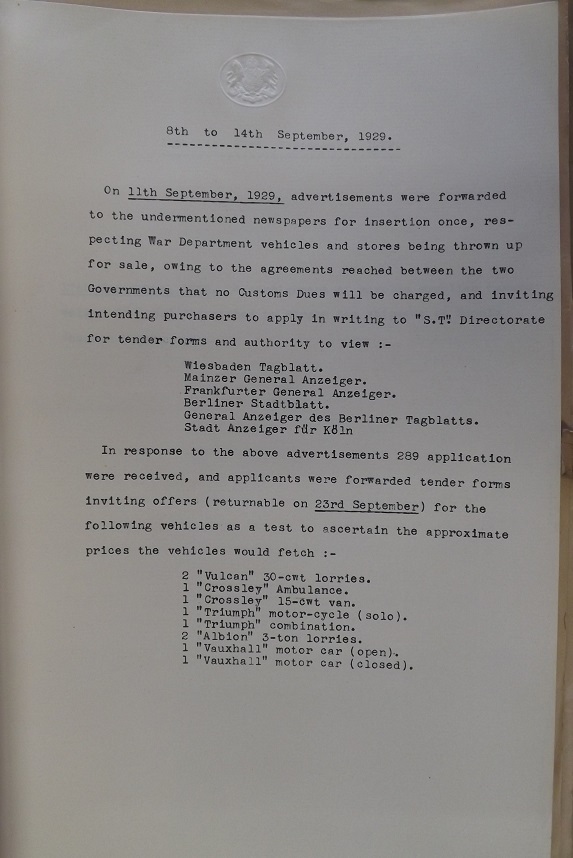 8th to 14th September, 1929.
On 11th September, 1929, advertisements were forwarded
to the undermentioned newspapers for insertion once, res-
pecting War Department vehicles and stores being thrown up
for sale, owing to the agreements reached between the two
Governments that no Customs Dues will be charged, and inviting
intending purchasers to apply in writing to "S.T." Directorate
for tender forms and authority to view :-
Wiesbaden Tagblatt.
Mainzer General Anzeiger.
Frankfurter General Anzeiger.
Berliner Stadtblatt.
General Anzeiger des Berliner Tagblatts.
Stadt Anzeiger für Köln
In response to the above advertisements 289 application
were received, and applicants were forwarded tender forms
inviting offers (returnable on 23rd September) for the
following vehicles as a test to ascertain the approximate
prices the vehicles would fetch :-
2 "Vulcan" 30-cwt lorries.
1 "Crossley" Ambulance.
1 "Crossley" 15-cwt van.
1 "Triumph" motor-cycle (solo).
1 "Triumph" combination.
2 "Albion" 3-ton lorries.
1 "Vauxhall" motor car (open).
1 "Vauxhall" motor car (closed).